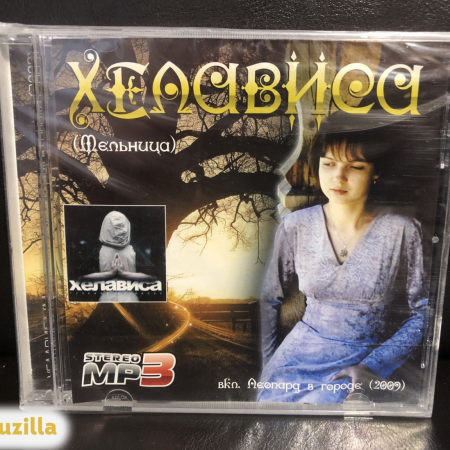 ХЕЛАВИСА
(Мельница)
хелависа
STEREO
MP3
вкл. Леопард в городе (2009)
uzilla